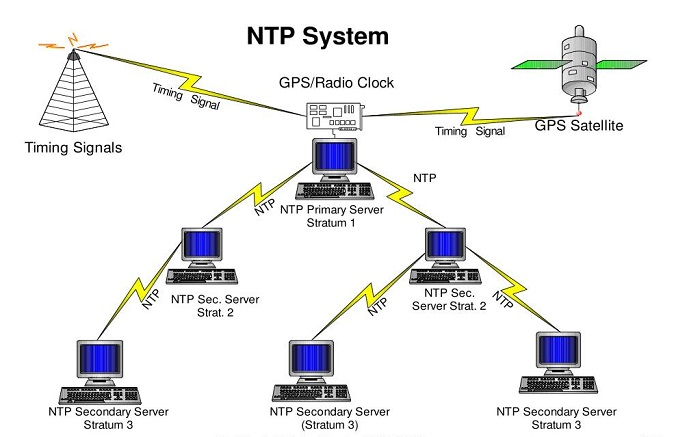 NTP System
GPS/Radio Clock
Timing Signal
Timing Signals
Timing Signal
GPS Satellite
NTP
NTP
NTP Primary Server
Stratum 1
NTP
NTP Sec. Server
Strat. 2
NTP
NTP Sec.
Server Strat. 2
NTP
NTP Secondary Server
Stratum 3
NTP Secondary Server
(Stratum 3)
NTP Secondary Server
Stratum 3